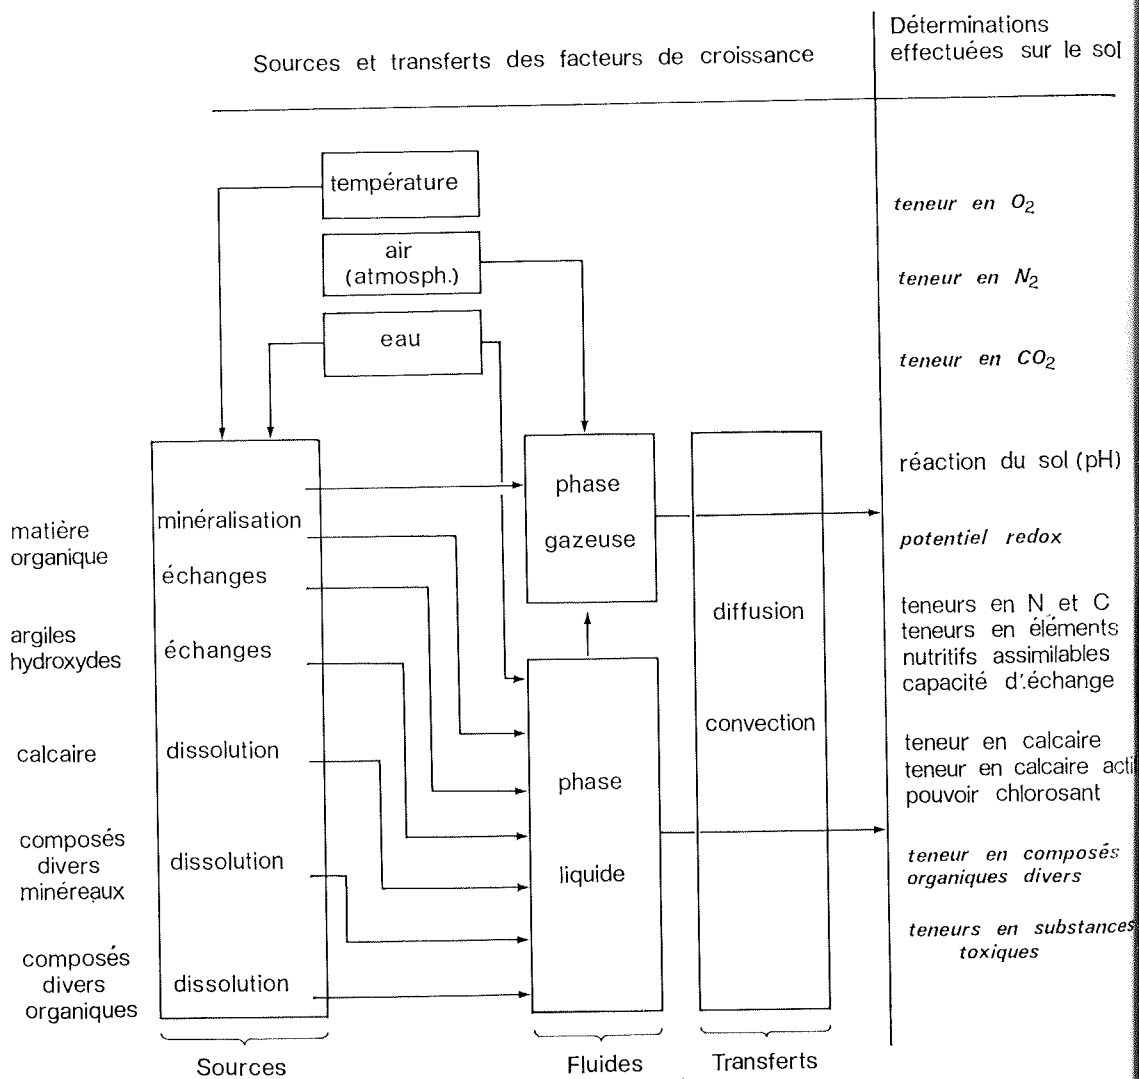 Sources et transferts des facteurs de croissance
Déterminations
effectuées sur le sol
température
air
(atmosph.)
eau
matière
organique
argiles
hydroxydes
calcaire
composés
divers
minéreaux
composés
divers
organiques
minéralisation
échanges
échanges
dissolution
dissolution
dissolution
phase
gazeuse
phase
liquide
diffusion
convection
Sources
Fluides
Transferts
teneur en O2
teneur en N2
teneur en CO2
réaction du sol (pH)
potentiel redox
teneurs en N et C
teneurs en éléments
nutritifs assimilables
capacité d'échange
teneur en calcaire
teneur en calcaire acti
pouvoir chlorosant
teneur en composés
organiques divers
teneurs en substances
toxiques